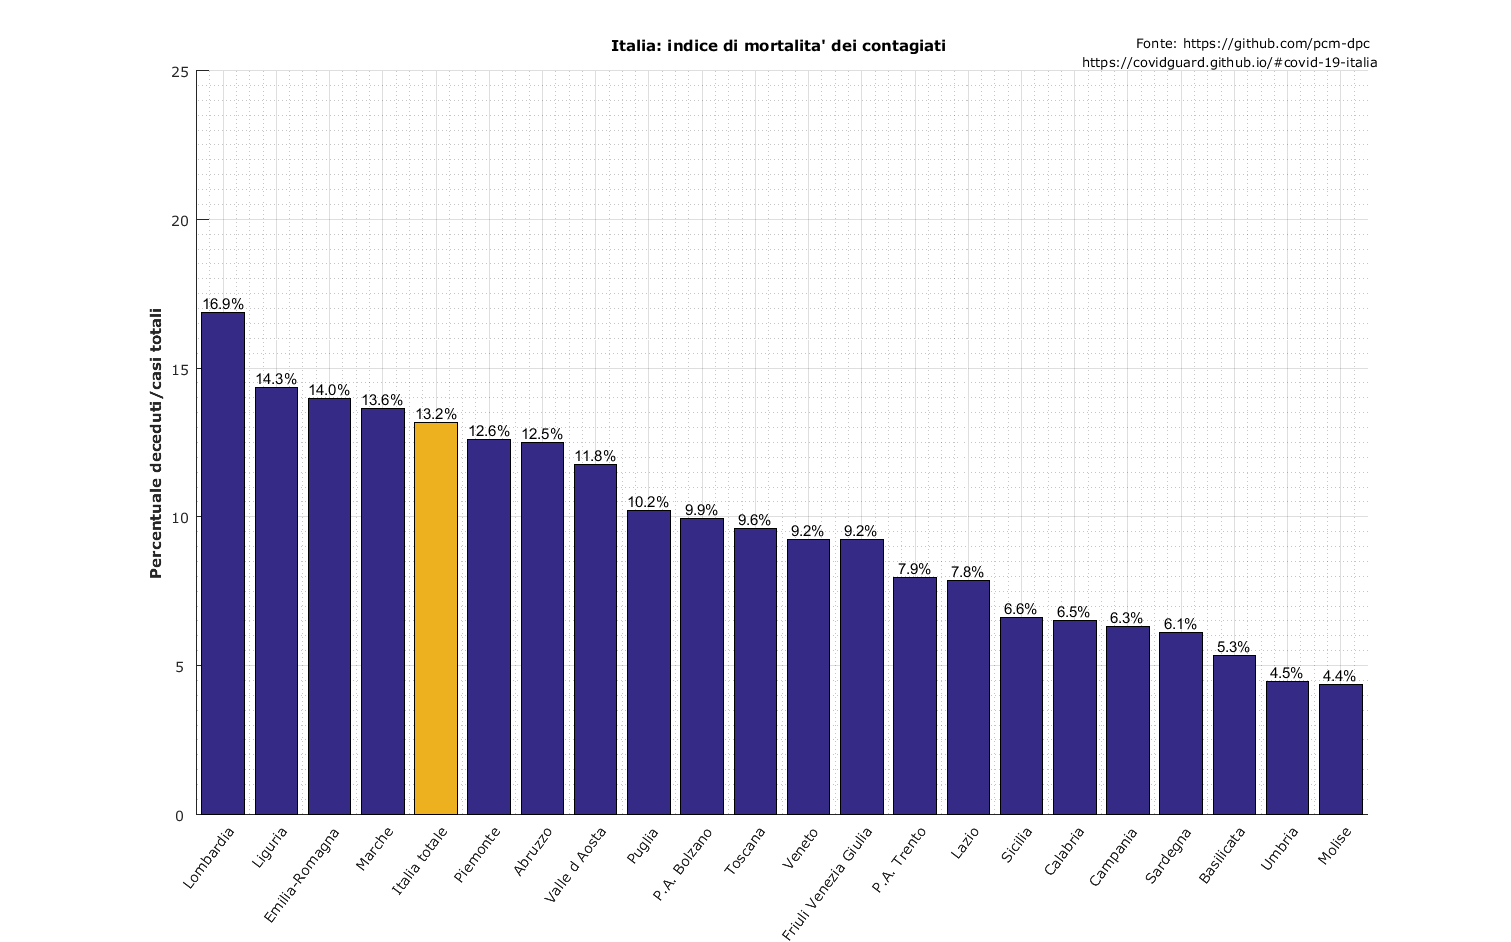 Italia: indice di mortalita' dei contagiati
Fonte: https://github.com/pcm-dpc
https://covidguard.github.io/#covid-19-italia
Percentuale deceduti/casi totali
25
20
15
10
5
0
16.9%
14.3%
14.0%
13.6%
13.2%
12.6%
12.5%
11.8%
10.2%
9.9%
9.6%
9.2%
9.2%
7.9%
7.8%
6.6%
6.5%
6.3%
6.1%
5.3%
4.5%
4.4%
Lombardia
Liguria
Emilia-Romagna
Marche
Italia totale
Piemonte
Abruzzo
Valle d Aosta
Puglia
P.A. Bolzano
Toscana
Veneto
Friuli Venezia Giulia
P.A. Trento
Lazio
Sicilia
Calabria
Campania
Sardegna
Basilicata
Umbria
Molise